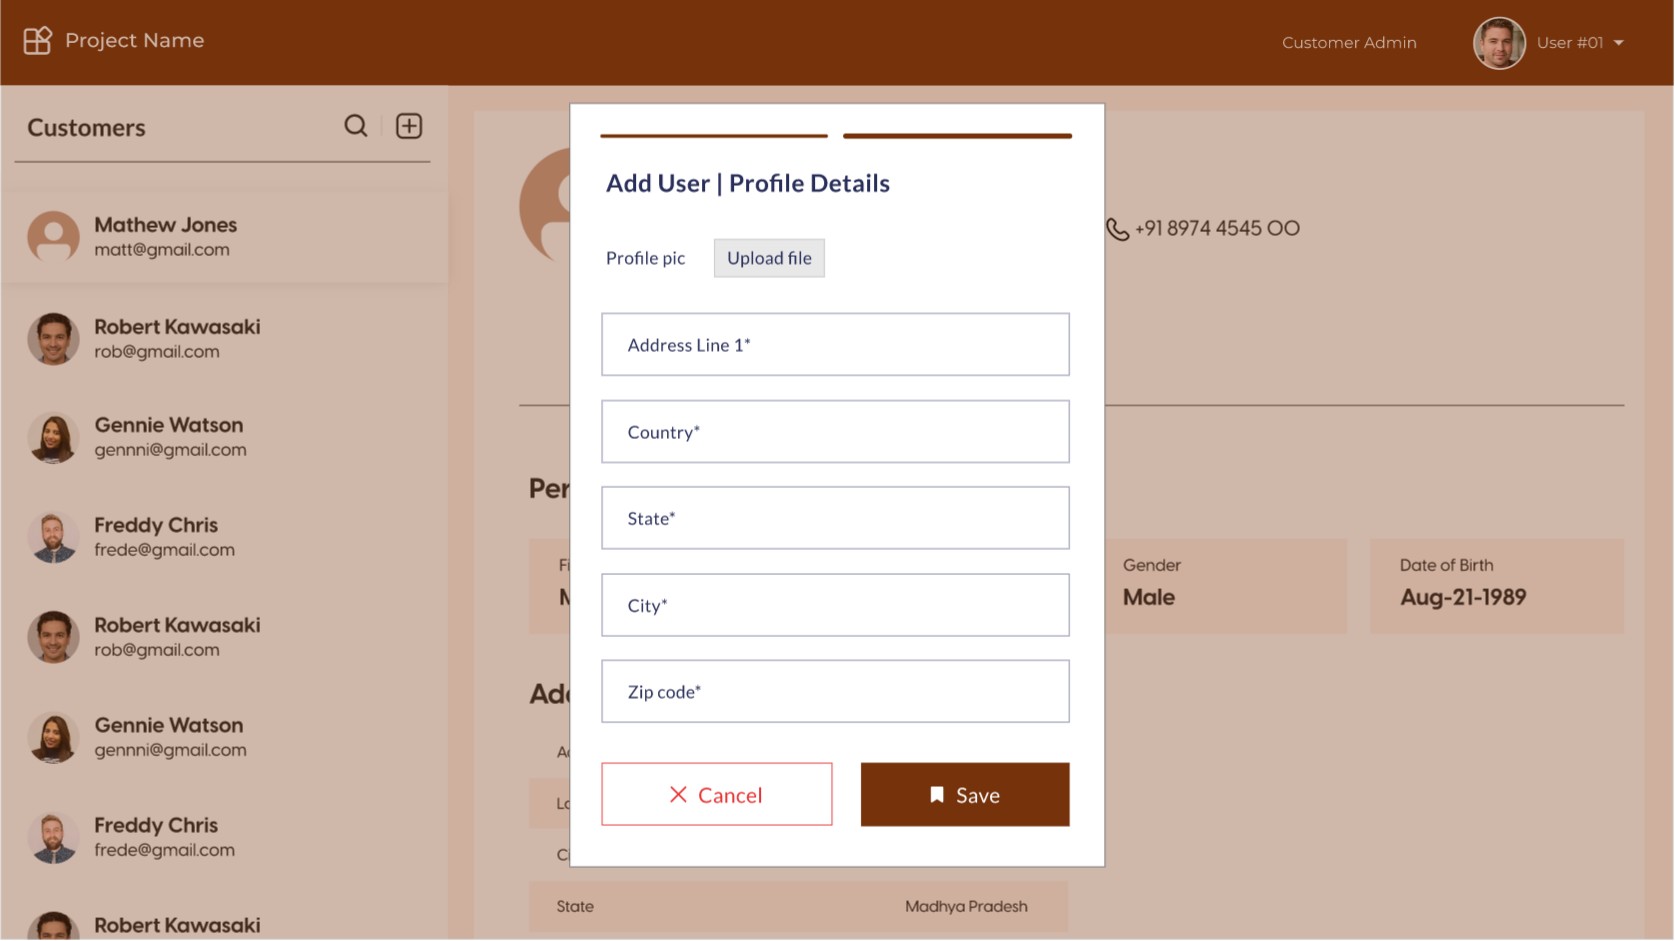 Project Name
Customer Admin
User #01
Customers
Mathew Jones
matt@gmail.com
Robert Kawasaki
rob@gmail.com
Gennie Watson
gennni@gmail.com
Freddy Chris
frede@gmail.com
Robert Kawasaki
rob@gmail.com
Gennie Watson
gennni@gmail.com
Freddy Chris
frede@gmail.com
Robert Kawasaki
Add User | Profile Details
Profile pic
Upload file
Address Line 1*
Country*
State*
City*
Zip code*
Cancel
Save
+91 8974 4545 OO
Gender
Male
Date of Birth
Aug-21-1989
State
Madhya Pradesh